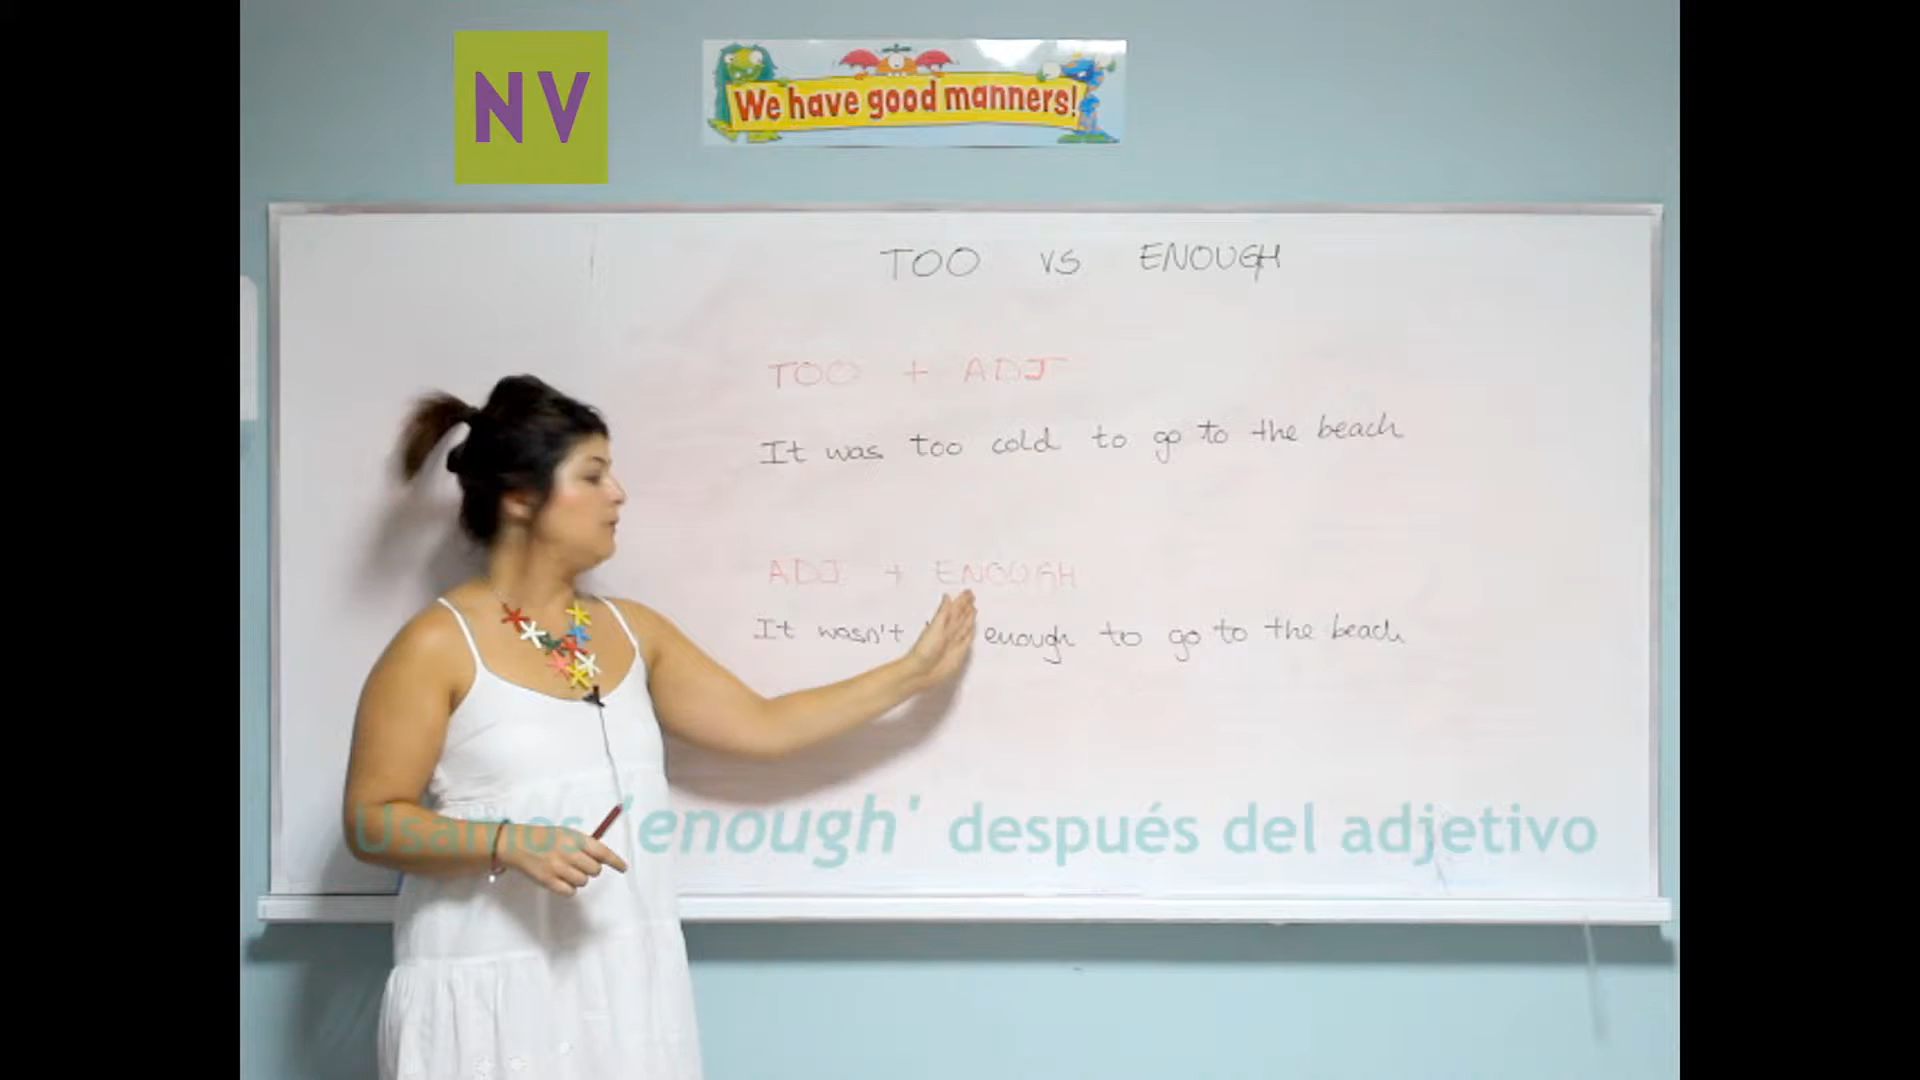 NV
We have good manners!
TOO vs ENOUGH
TOO + ADJ
It was too cold to go to the beach
ADJ + ENOUGH
It wasn't enough to go to the beach
Usamos 'enough' después del adjetivo